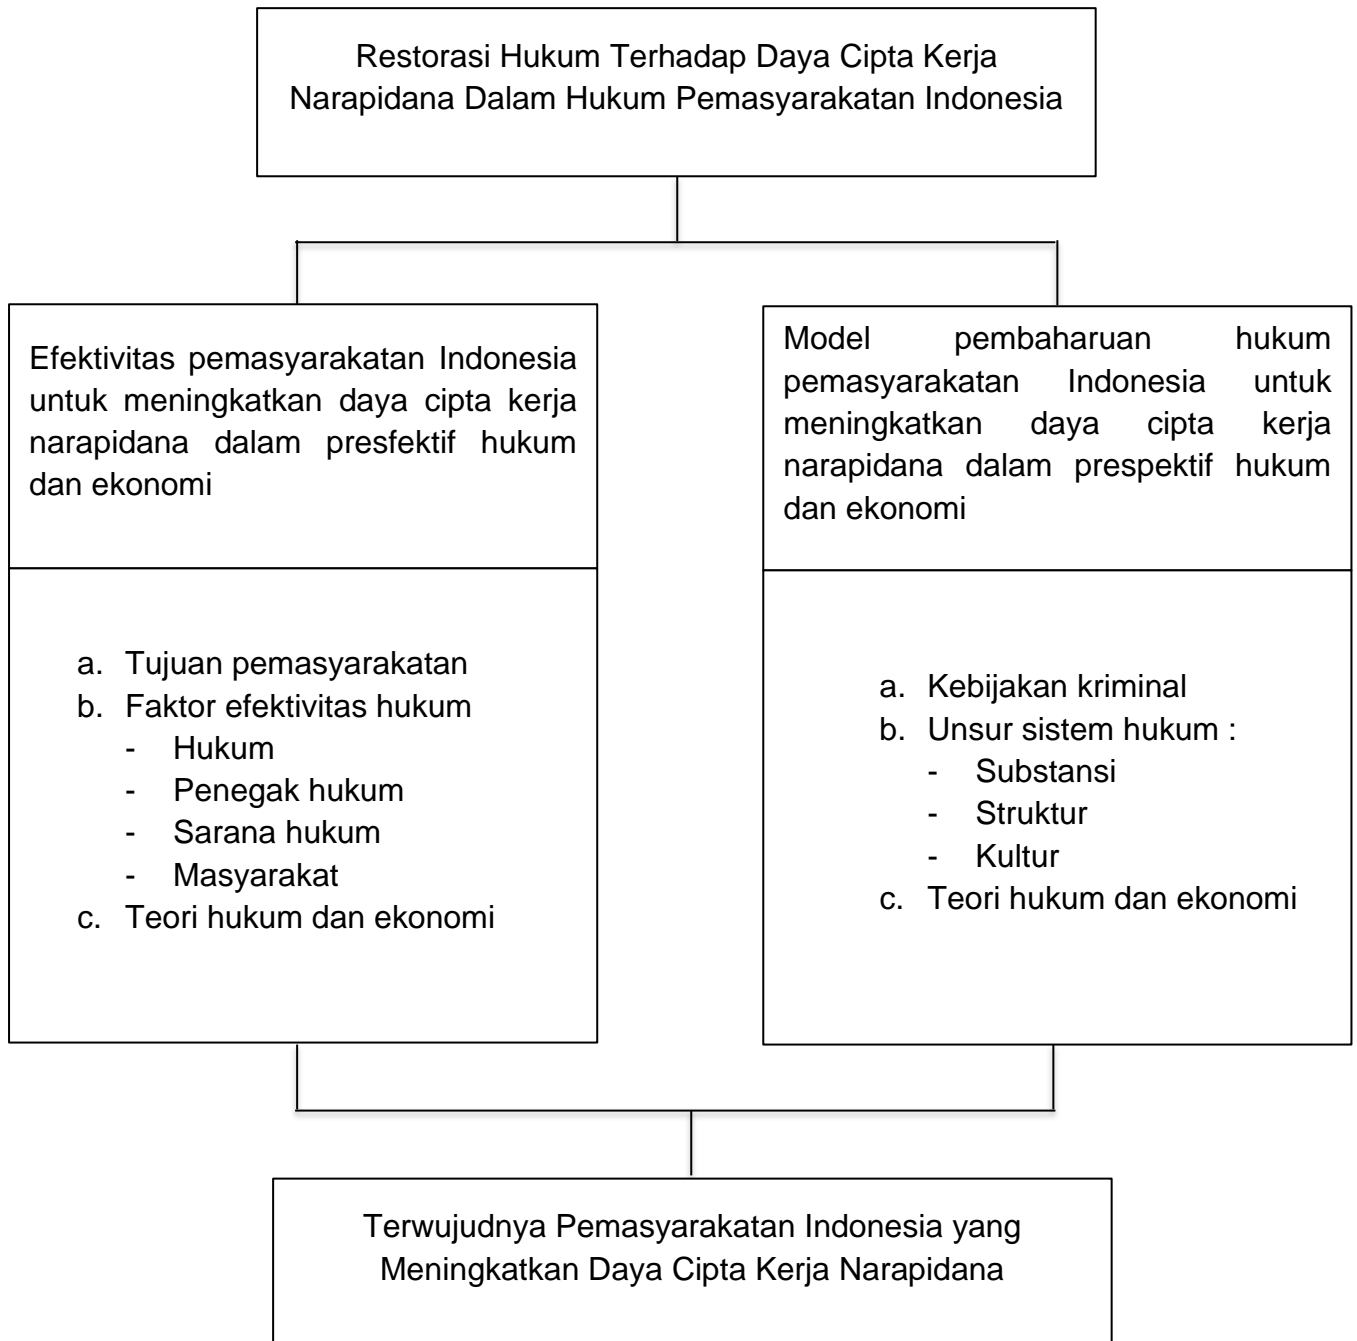 Restorasi Hukum Terhadap Daya Cipta Kerja
Narapidana Dalam Hukum Pemasyarakatan Indonesia
Efektivitas pemasyarakatan Indonesia
untuk meningkatkan daya cipta kerja
narapidana dalam presfektif hukum
dan ekonomi
a. Tujuan pemasyarakatan
b. Faktor efektivitas hukum
- Hukum
- Penegak hukum
- Sarana hukum
- Masyarakat
c. Teori hukum dan ekonomi
Model pembaharuan hukum
pemasyarakatan Indonesia untuk
meningkatkan daya cipta kerja
narapidana dalam prespektif hukum
dan ekonomi
a. Kebijakan kriminal
b. Unsur sistem hukum :
- Substansi
- Struktur
- Kultur
c. Teori hukum dan ekonomi
Terwujudnya Pemasyarakatan Indonesia yang
Meningkatkan Daya Cipta Kerja Narapidana